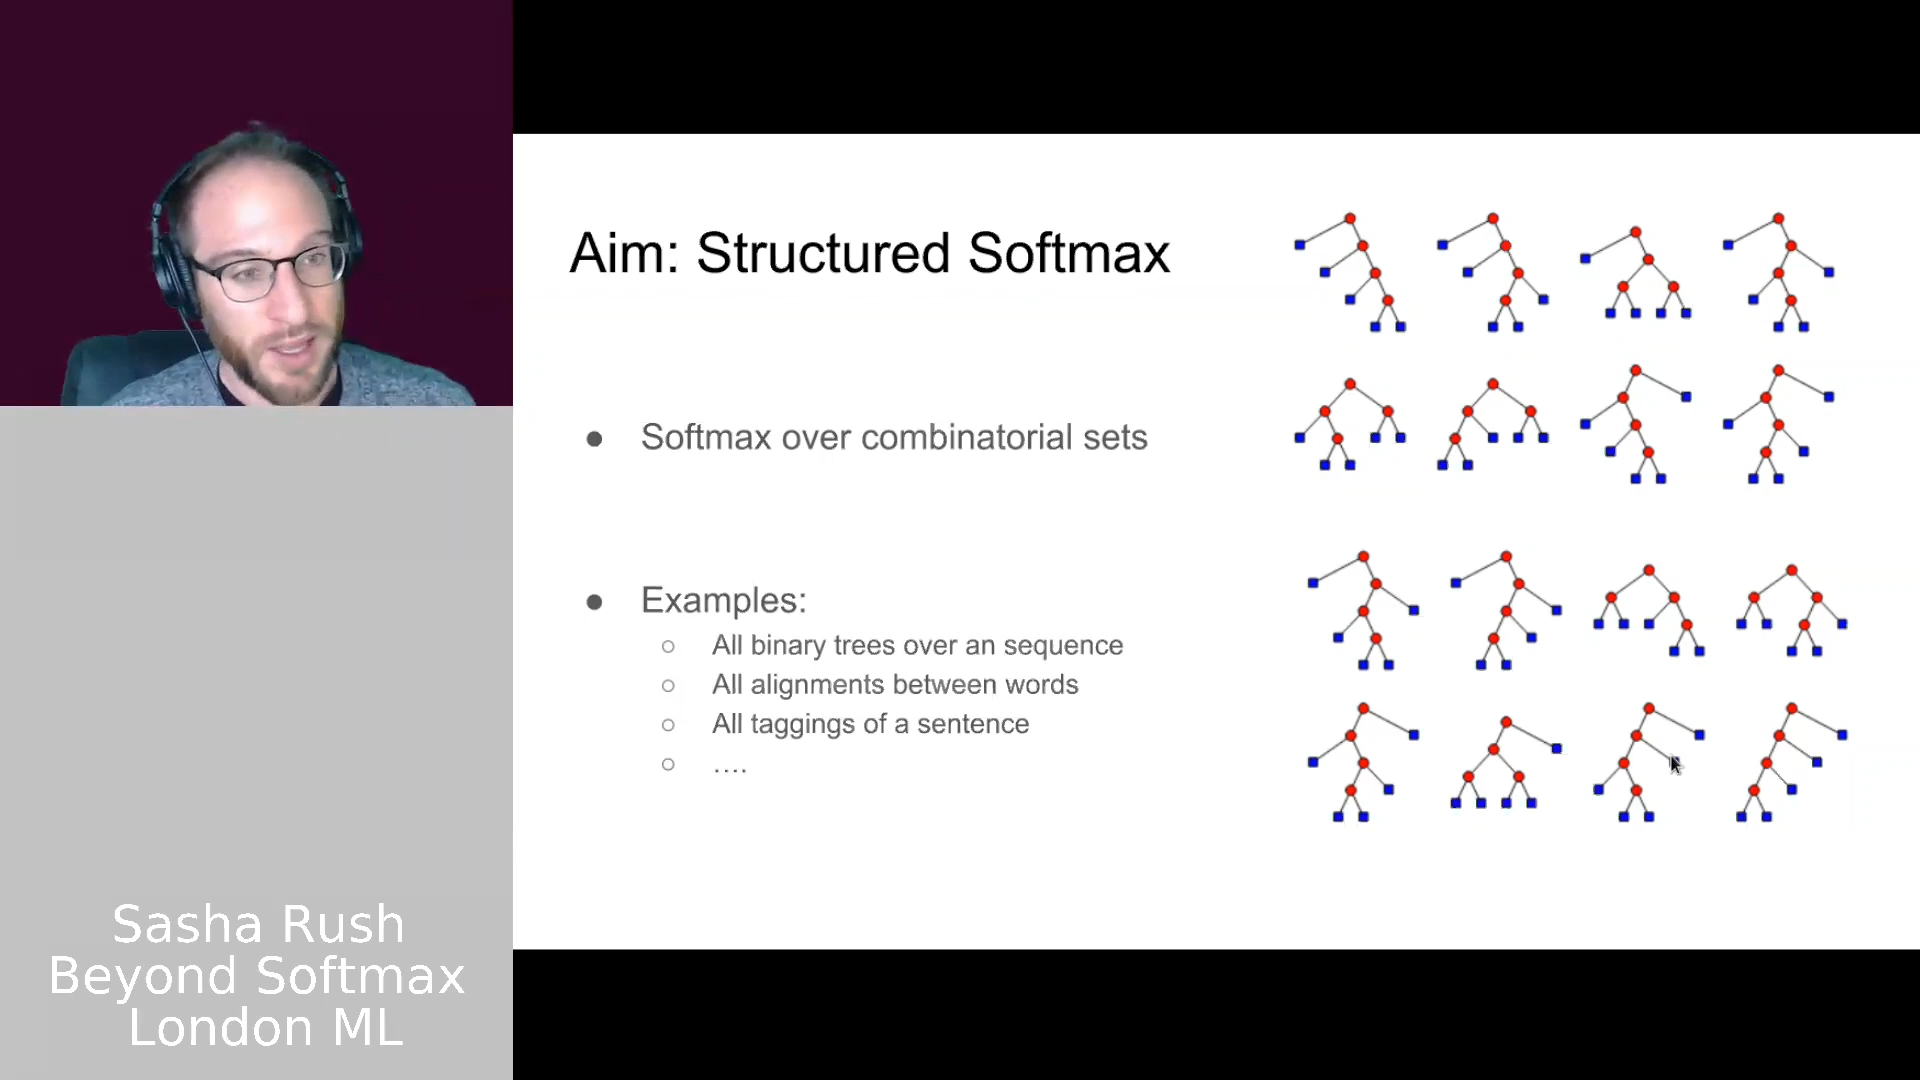 Aim: Structured Softmax
● Softmax over combinatorial sets
● Examples:
○ All binary trees over an sequence
○ All alignments between words
○ All taggings of a sentence
○ ....
Sasha Rush
Beyond Softmax
London ML